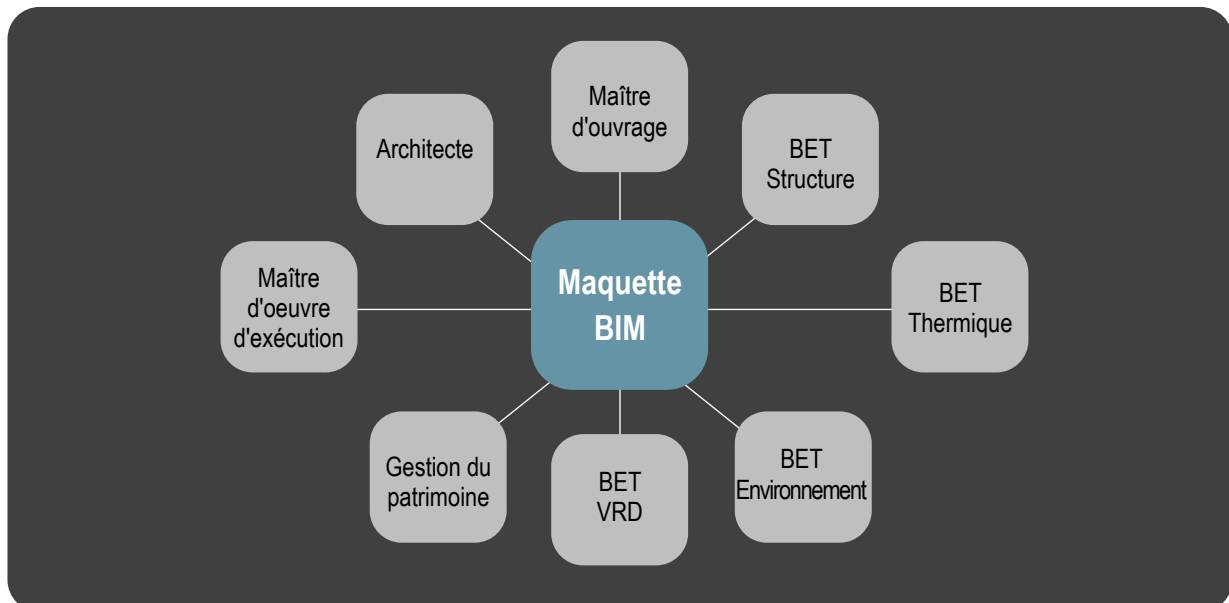 Maître
d'ouvrage
Architecte
BET
Structure
Maître
d'oeuvre
d'exécution
Maquette
BIM
BET
Thermique
Gestion du
patrimoine
BET
VRD
BET
Environnement